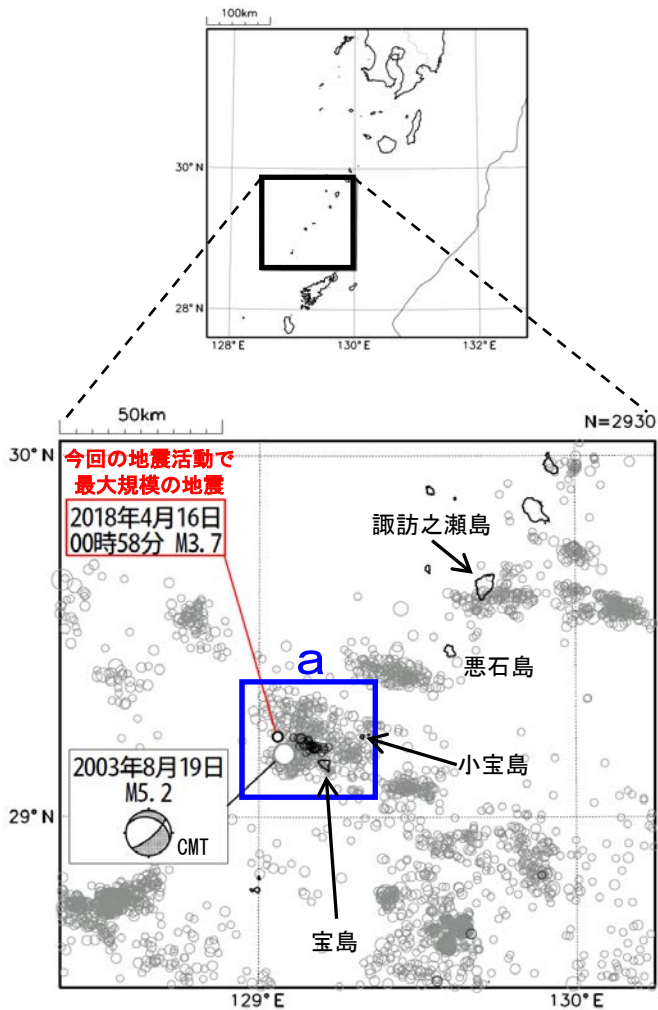 100km
30°N
28°N
128°E
130°E
132°E
50km
N=2930
30°N
今回の地震活動で
最大規模の地震
2018年4月16日
00時58分 M3.7
諏訪之瀬島
a
悪石島
小宝島
2003年8月19日
M5.2
CMT
29°N
宝島
129°E
130°E